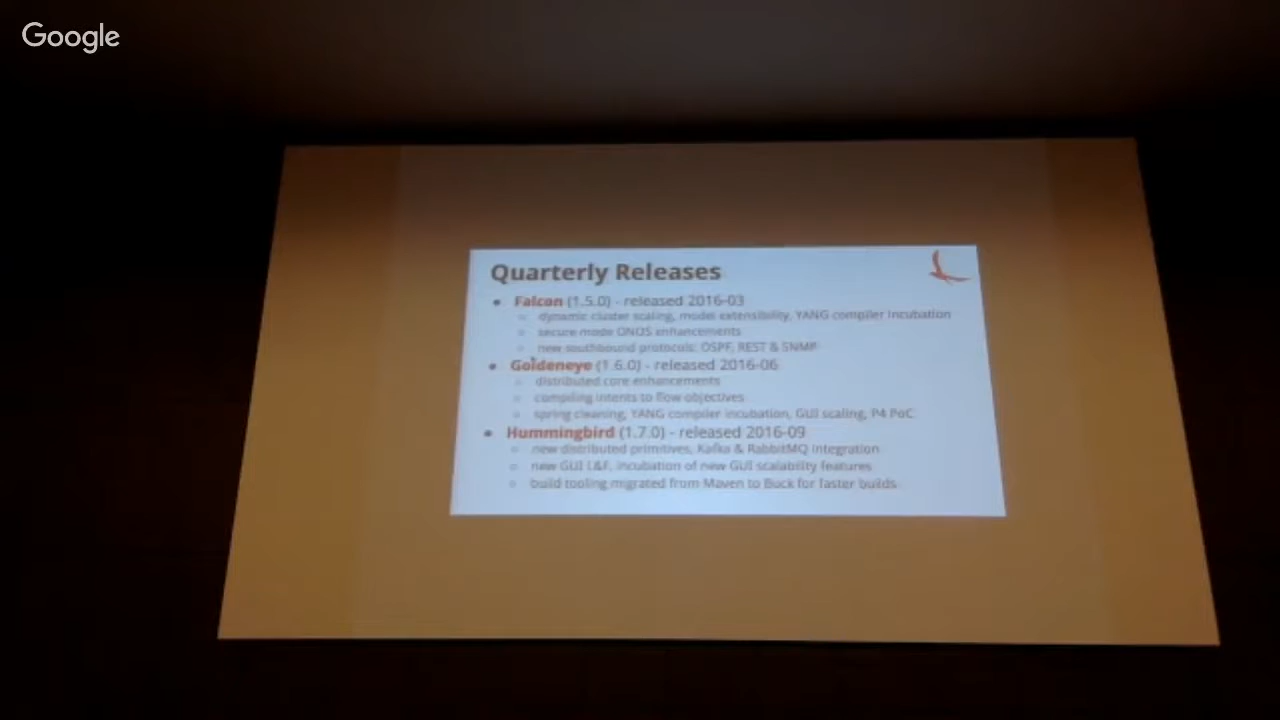 Google
Quarterly Releases
• Falcon (1.5.0) - released 2016-03
○ dynamic cluster scaling, model extensibility, YANG compiler incubation
○ secure mode ONOS enhancements
○ new southbound protocols: OSPF, REST & SNMP
• Goldeneye (1.6.0) - released 2016-06
○ distributed core enhancements
○ compiling intents to flow objectives
○ spring cleaning, YANG compiler incubation, GUI scaling, P4 PoC
• Hummingbird (1.7.0) - released 2016-09
○ new distributed primitives, Kafka & RabbitMQ integration
○ new GUI L&F, incubation of new GUI scalability features
○ build tooling migrated from Maven to Buck for faster builds